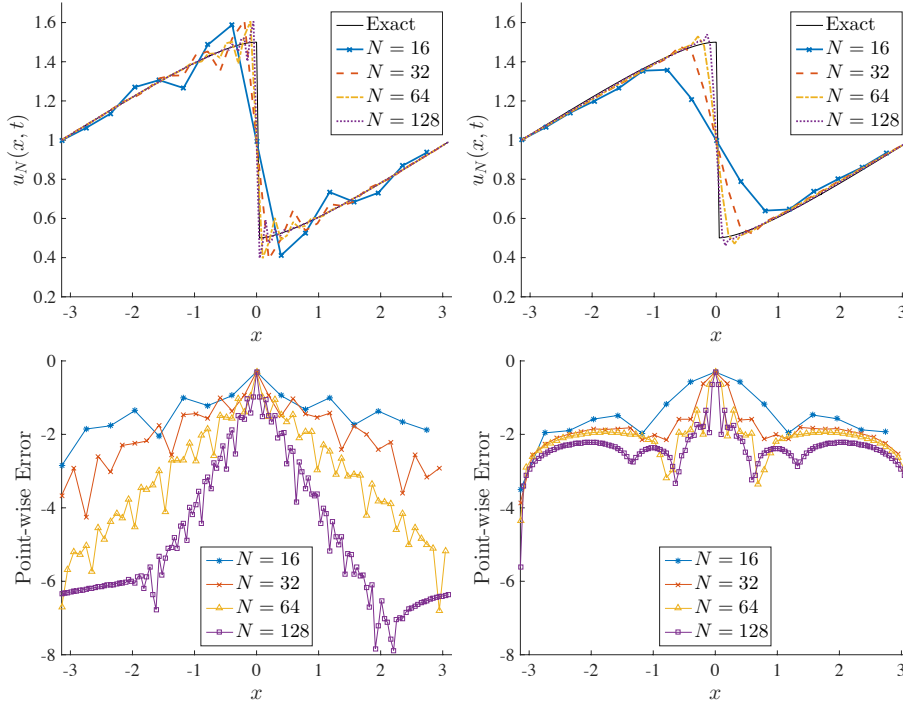 1.6
1.4
1.2
1
0.8
0.6
0.4
0.2
u_N(x, t)
Exact
N = 16
N = 32
N = 64
N = 128
-3 -2 -1 0 1 2 3
x
1.6
1.4
1.2
1
0.8
0.6
0.4
0.2
u_N(x, t)
Exact
N = 16
N = 32
N = 64
N = 128
-3 -2 -1 0 1 2 3
x
0
-2
-4
-6
-8
Point-wise Error
N = 16
N = 32
N = 64
N = 128
-3 -2 -1 0 1 2 3
x
0
-2
-4
-6
-8
Point-wise Error
N = 16
N = 32
N = 64
N = 128
-3 -2 -1 0 1 2 3
x